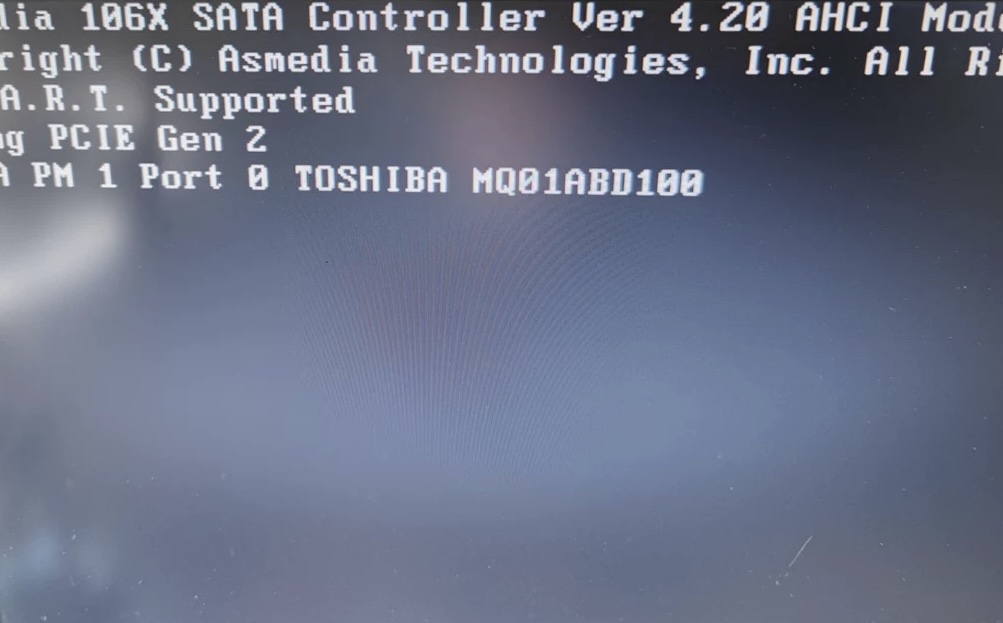 dia 106X SATA Controller Ver 4.20 AHCI Mod
right (C) Asmedia Technologies, Inc. All Ri
A.R.T. Supported
g PCIE Gen 2
A PM 1 Port 0 TOSHIBA MQ01ABD100